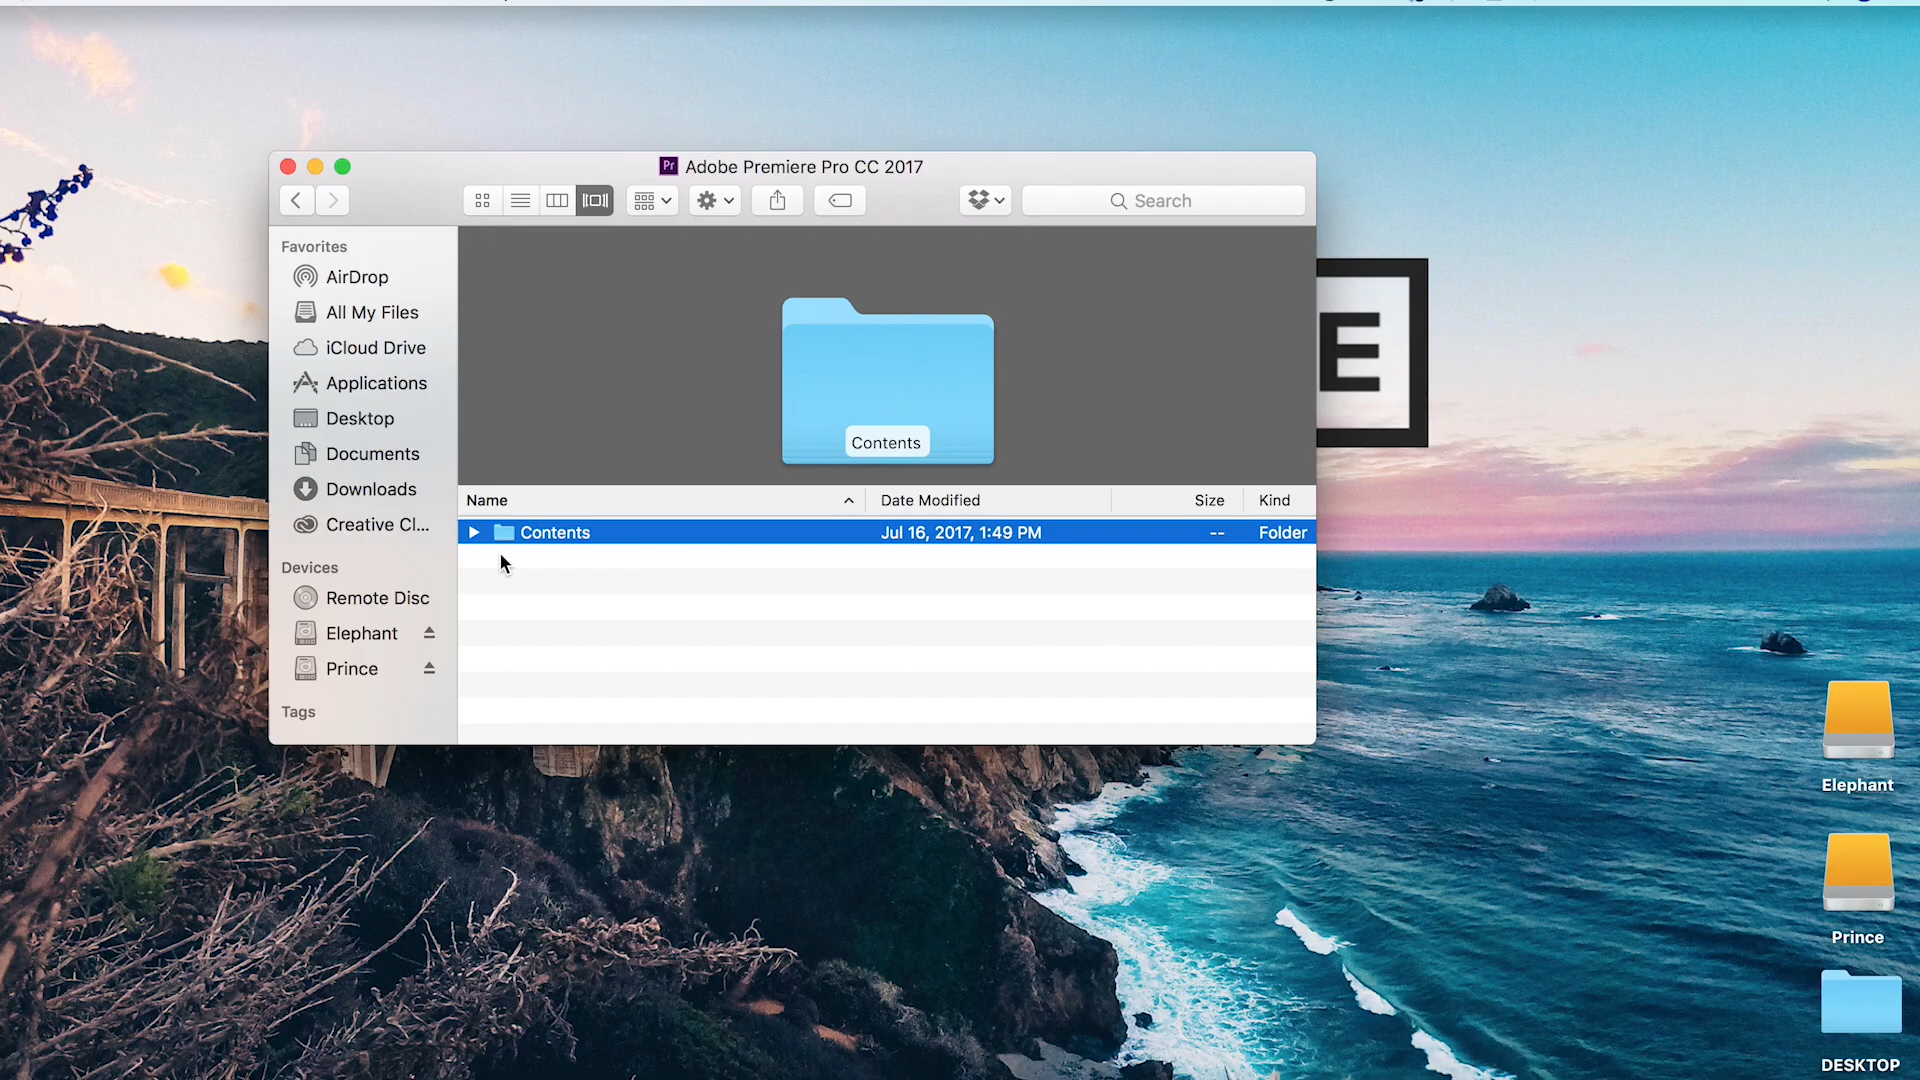 Pr Adobe Premiere Pro CC 2017
Search
Favorites
AirDrop
All My Files
iCloud Drive
Applications
Desktop
Documents
Downloads
Creative Cl...
Devices
Remote Disc
Elephant
Prince
Tags
Contents
Name Date Modified Size Kind
Contents Jul 16, 2017, 1:49 PM -- Folder
E
Elephant
Prince
DESKTOP